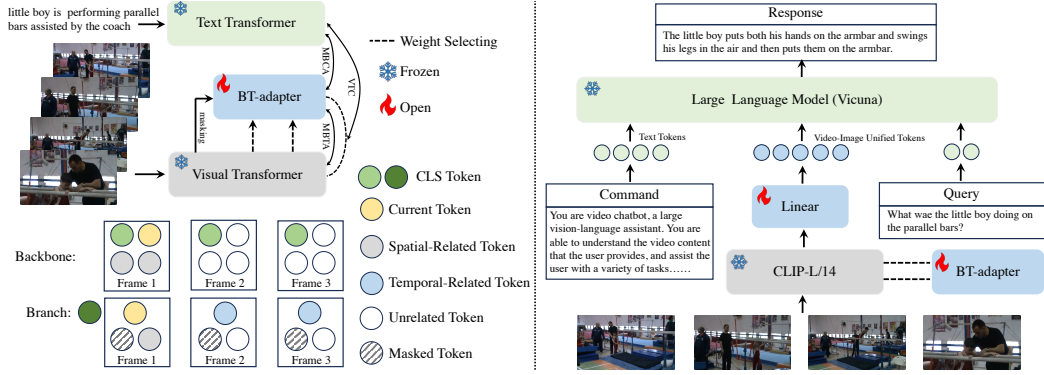 little boy is performing parallel
bars assisted by the coach
Text Transformer
MBCA
VTC
BT-adapter
masking
MBTA
Visual Transformer
Weight Selecting
Frozen
Open
CLS Token
Current Token
Spatial-Related Token
Temporal-Related Token
Unrelated Token
Masked Token
Backbone:
Frame 1
Frame 2
Frame 3
Branch:
Frame 1
Frame 2
Frame 3
Response
The little boy puts both his hands on the armbar and swings
his legs in the air and then puts them on the armbar.
Large Language Model (Vicuna)
Text Tokens
Video-Image Unified Tokens
Command
You are video chatbot, a large
vision-language assistant. You are
able to understand the video content
that the user provides, and assist the
user with a variety of tasks……
Linear
Query
What wae the little boy doing on
the parallel bars?
CLIP-L/14
BT-adapter